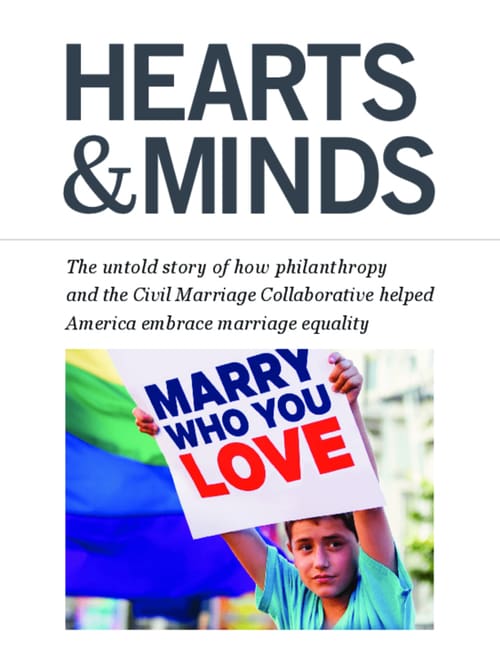 HEARTS
&MINDS
The untold story of how philanthropy
and the Civil Marriage Collaborative helped
America embrace marriage equality
MARRY
WHO YOU
LOVE